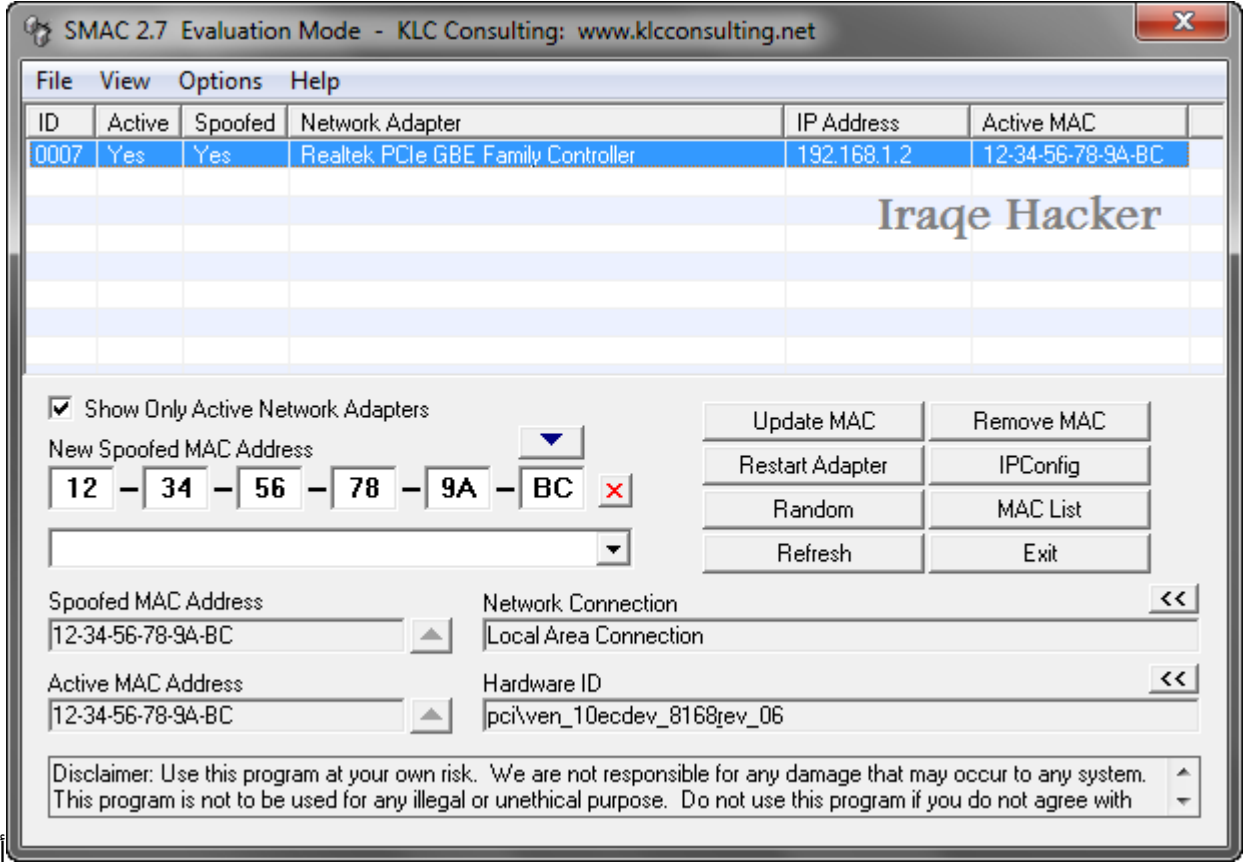 SMAC 2.7 Evaluation Mode - KLC Consulting: www.klcconsulting.net
File View Options Help
ID Active Spoofed Network Adapter IP Address Active MAC
0007 Yes Yes Realtek PCIe GBE Family Controller 192.168.1.2 12-34-56-78-9A-BC
Iraqe Hacker
Show Only Active Network Adapters
New Spoofed MAC Address
12 - 34 - 56 - 78 - 9A - BC
Update MAC Remove MAC
Restart Adapter IPConfig
Random MAC List
Refresh Exit
Spoofed MAC Address
12-34-56-78-9A-BC
Network Connection <<
Local Area Connection
Active MAC Address
12-34-56-78-9A-BC
Hardware ID <<
pci\ven_10ecdev_8168rev_06
Disclaimer: Use this program at your own risk. We are not responsible for any damage that may occur to any system.
This program is not to be used for any illegal or unethical purpose. Do not use this program if you do not agree with
أ